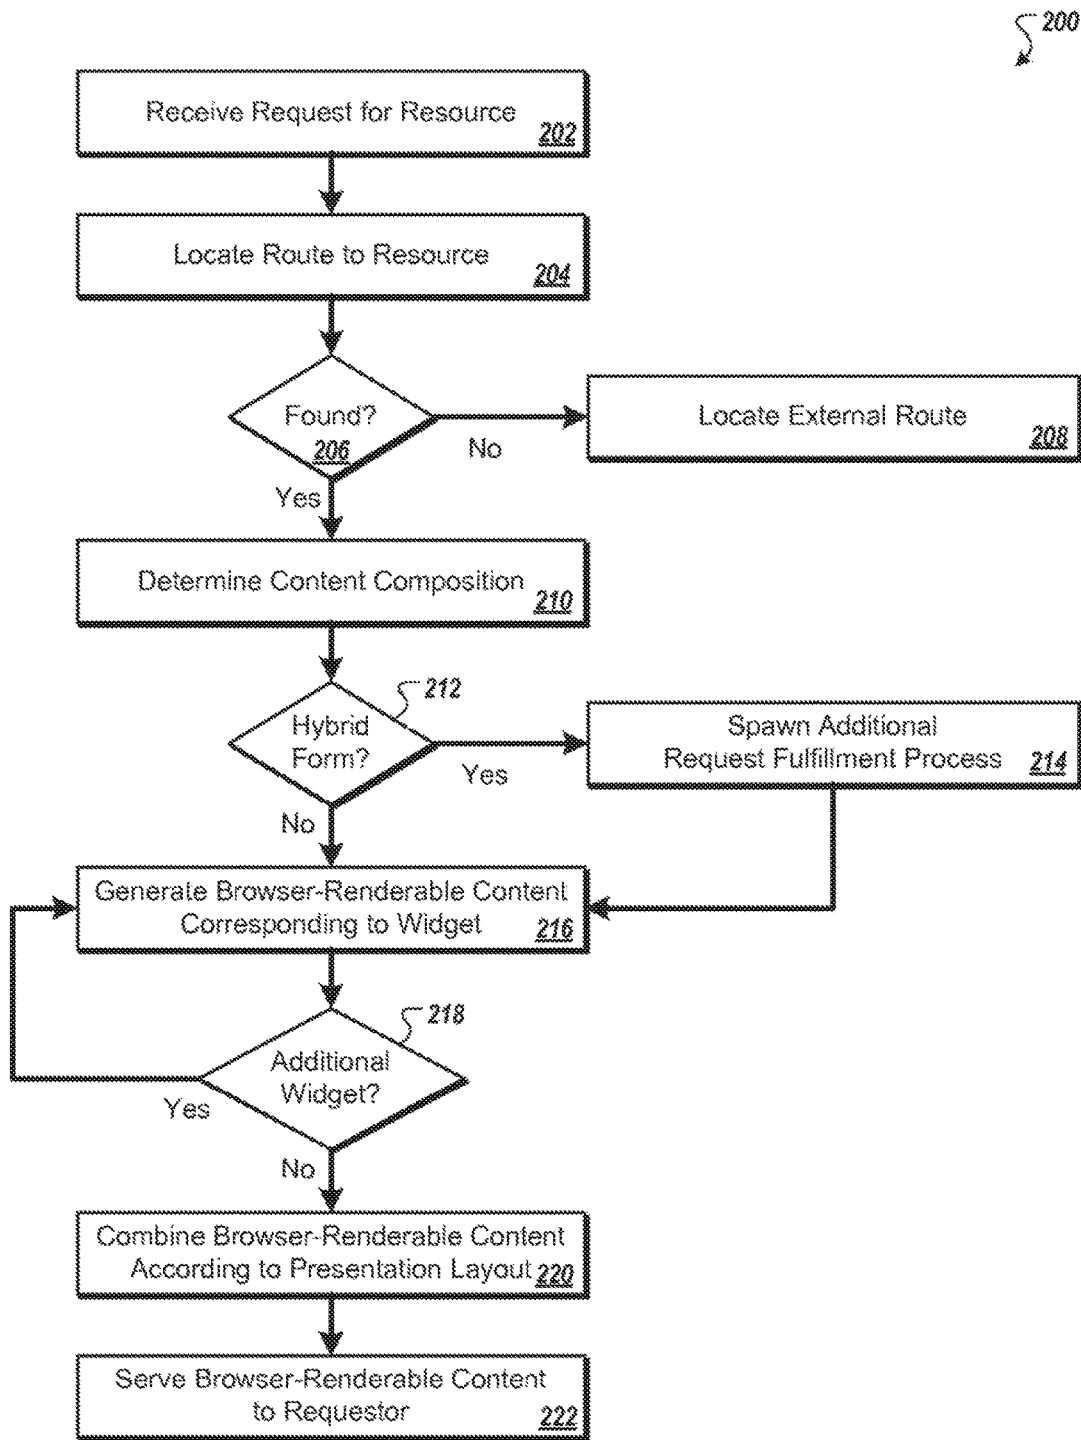 200
Receive Request for Resource
202
Locate Route to Resource
204
Found?
206
No
Locate External Route
208
Yes
Determine Content Composition
210
212
Hybrid
Form?
Yes
Spawn Additional
Request Fulfillment Process
214
No
Generate Browser-Renderable Content
Corresponding to Widget
216
218
Additional
Widget?
Yes
No
Combine Browser-Renderable Content
According to Presentation Layout
220
Serve Browser-Renderable Content
to Requestor
222